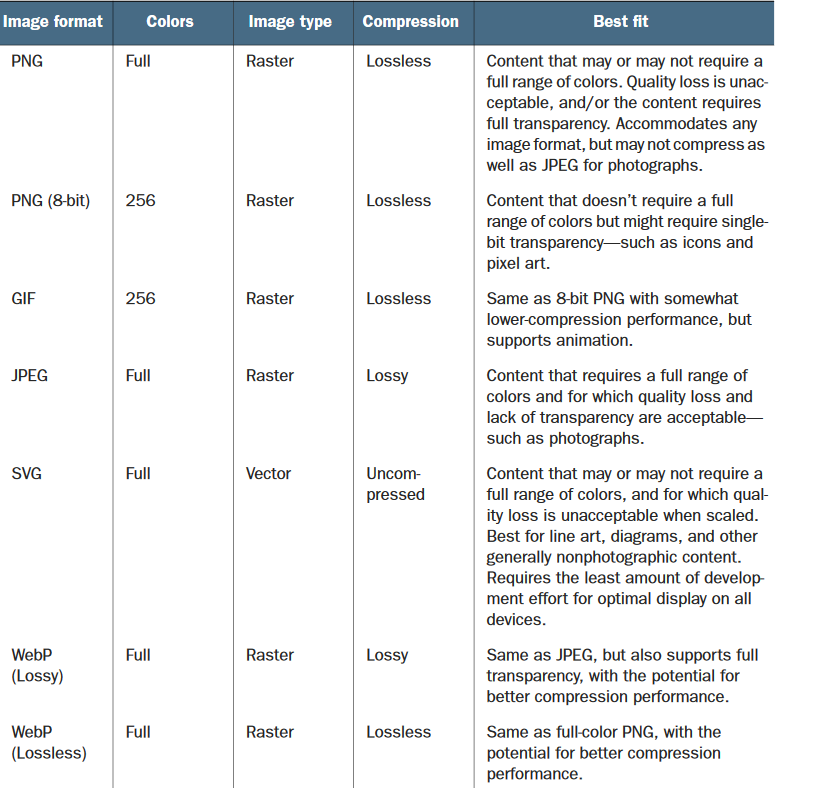 Image format Colors Image type Compression Best fit
PNG Full Raster Lossless Content that may or may not require a
full range of colors. Quality loss is unac-
ceptable, and/or the content requires
full transparency. Accommodates any
image format, but may not compress as
well as JPEG for photographs.
PNG (8-bit) 256 Raster Lossless Content that doesn’t require a full
range of colors but might require single-
bit transparency—such as icons and
pixel art.
GIF 256 Raster Lossless Same as 8-bit PNG with somewhat
lower-compression performance, but
supports animation.
JPEG Full Raster Lossy Content that requires a full range of
colors and for which quality loss and
lack of transparency are acceptable—
such as photographs.
SVG Full Vector Uncom- Content that may or may not require a
pressed full range of colors, and for which qual-
ity loss is unacceptable when scaled.
Best for line art, diagrams, and other
generally nonphotographic content.
Requires the least amount of develop-
ment effort for optimal display on all
devices.
WebP Full Raster Lossy Same as JPEG, but also supports full
(Lossy) transparency, with the potential for
better compression performance.
WebP Full Raster Lossless Same as full-color PNG, with the
(Lossless) potential for better compression
performance.